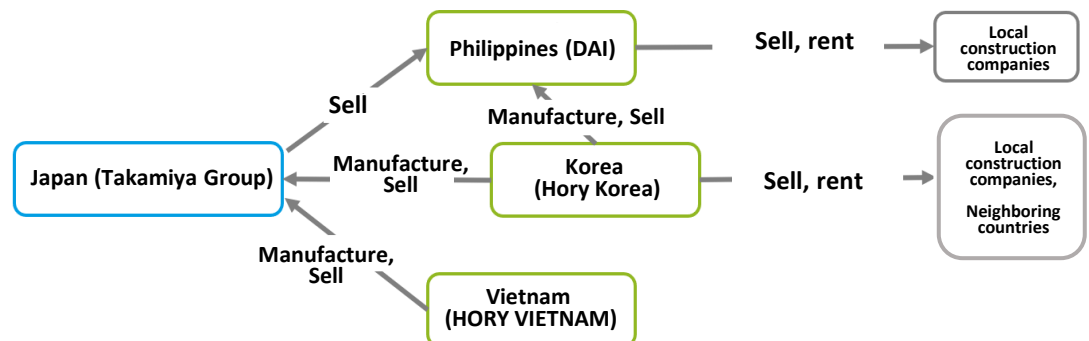 Philippines (DAI)
Sell, rent
Local
construction
companies
Sell
Manufacture, Sell
Japan (Takamiya Group)
Manufacture,
Sell
Korea
(Hory Korea)
Sell, rent
Local
construction
companies,
Neighboring
countries
Manufacture,
Sell
Vietnam
(HORY VIETNAM)